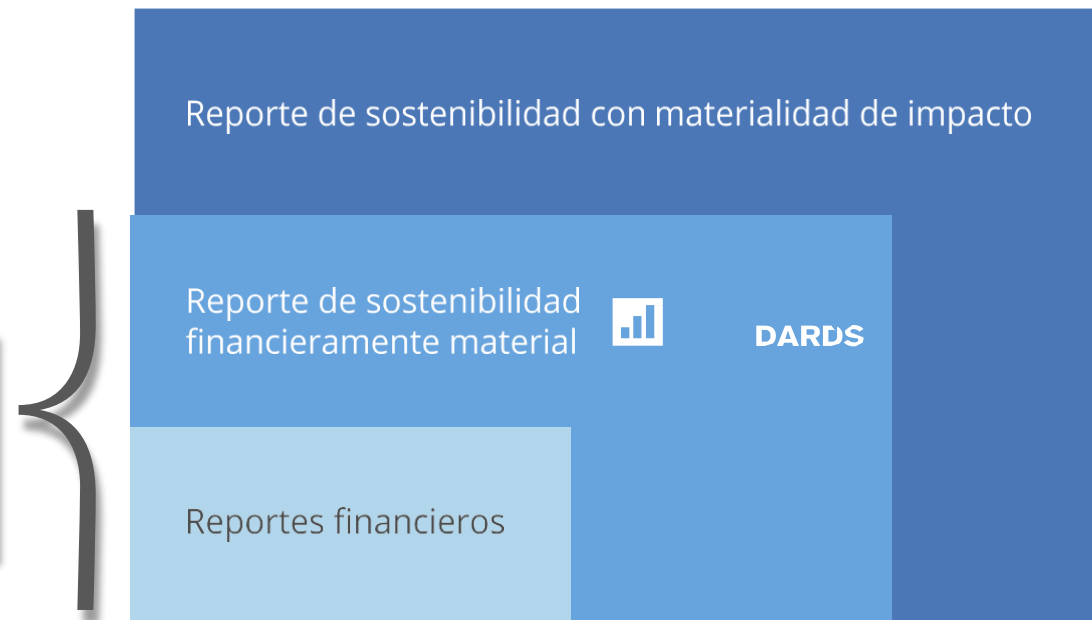 Reporte de sostenibilidad con materialidad de impacto
Reporte de sostenibilidad
financieramente material
DARDS
Reportes financieros